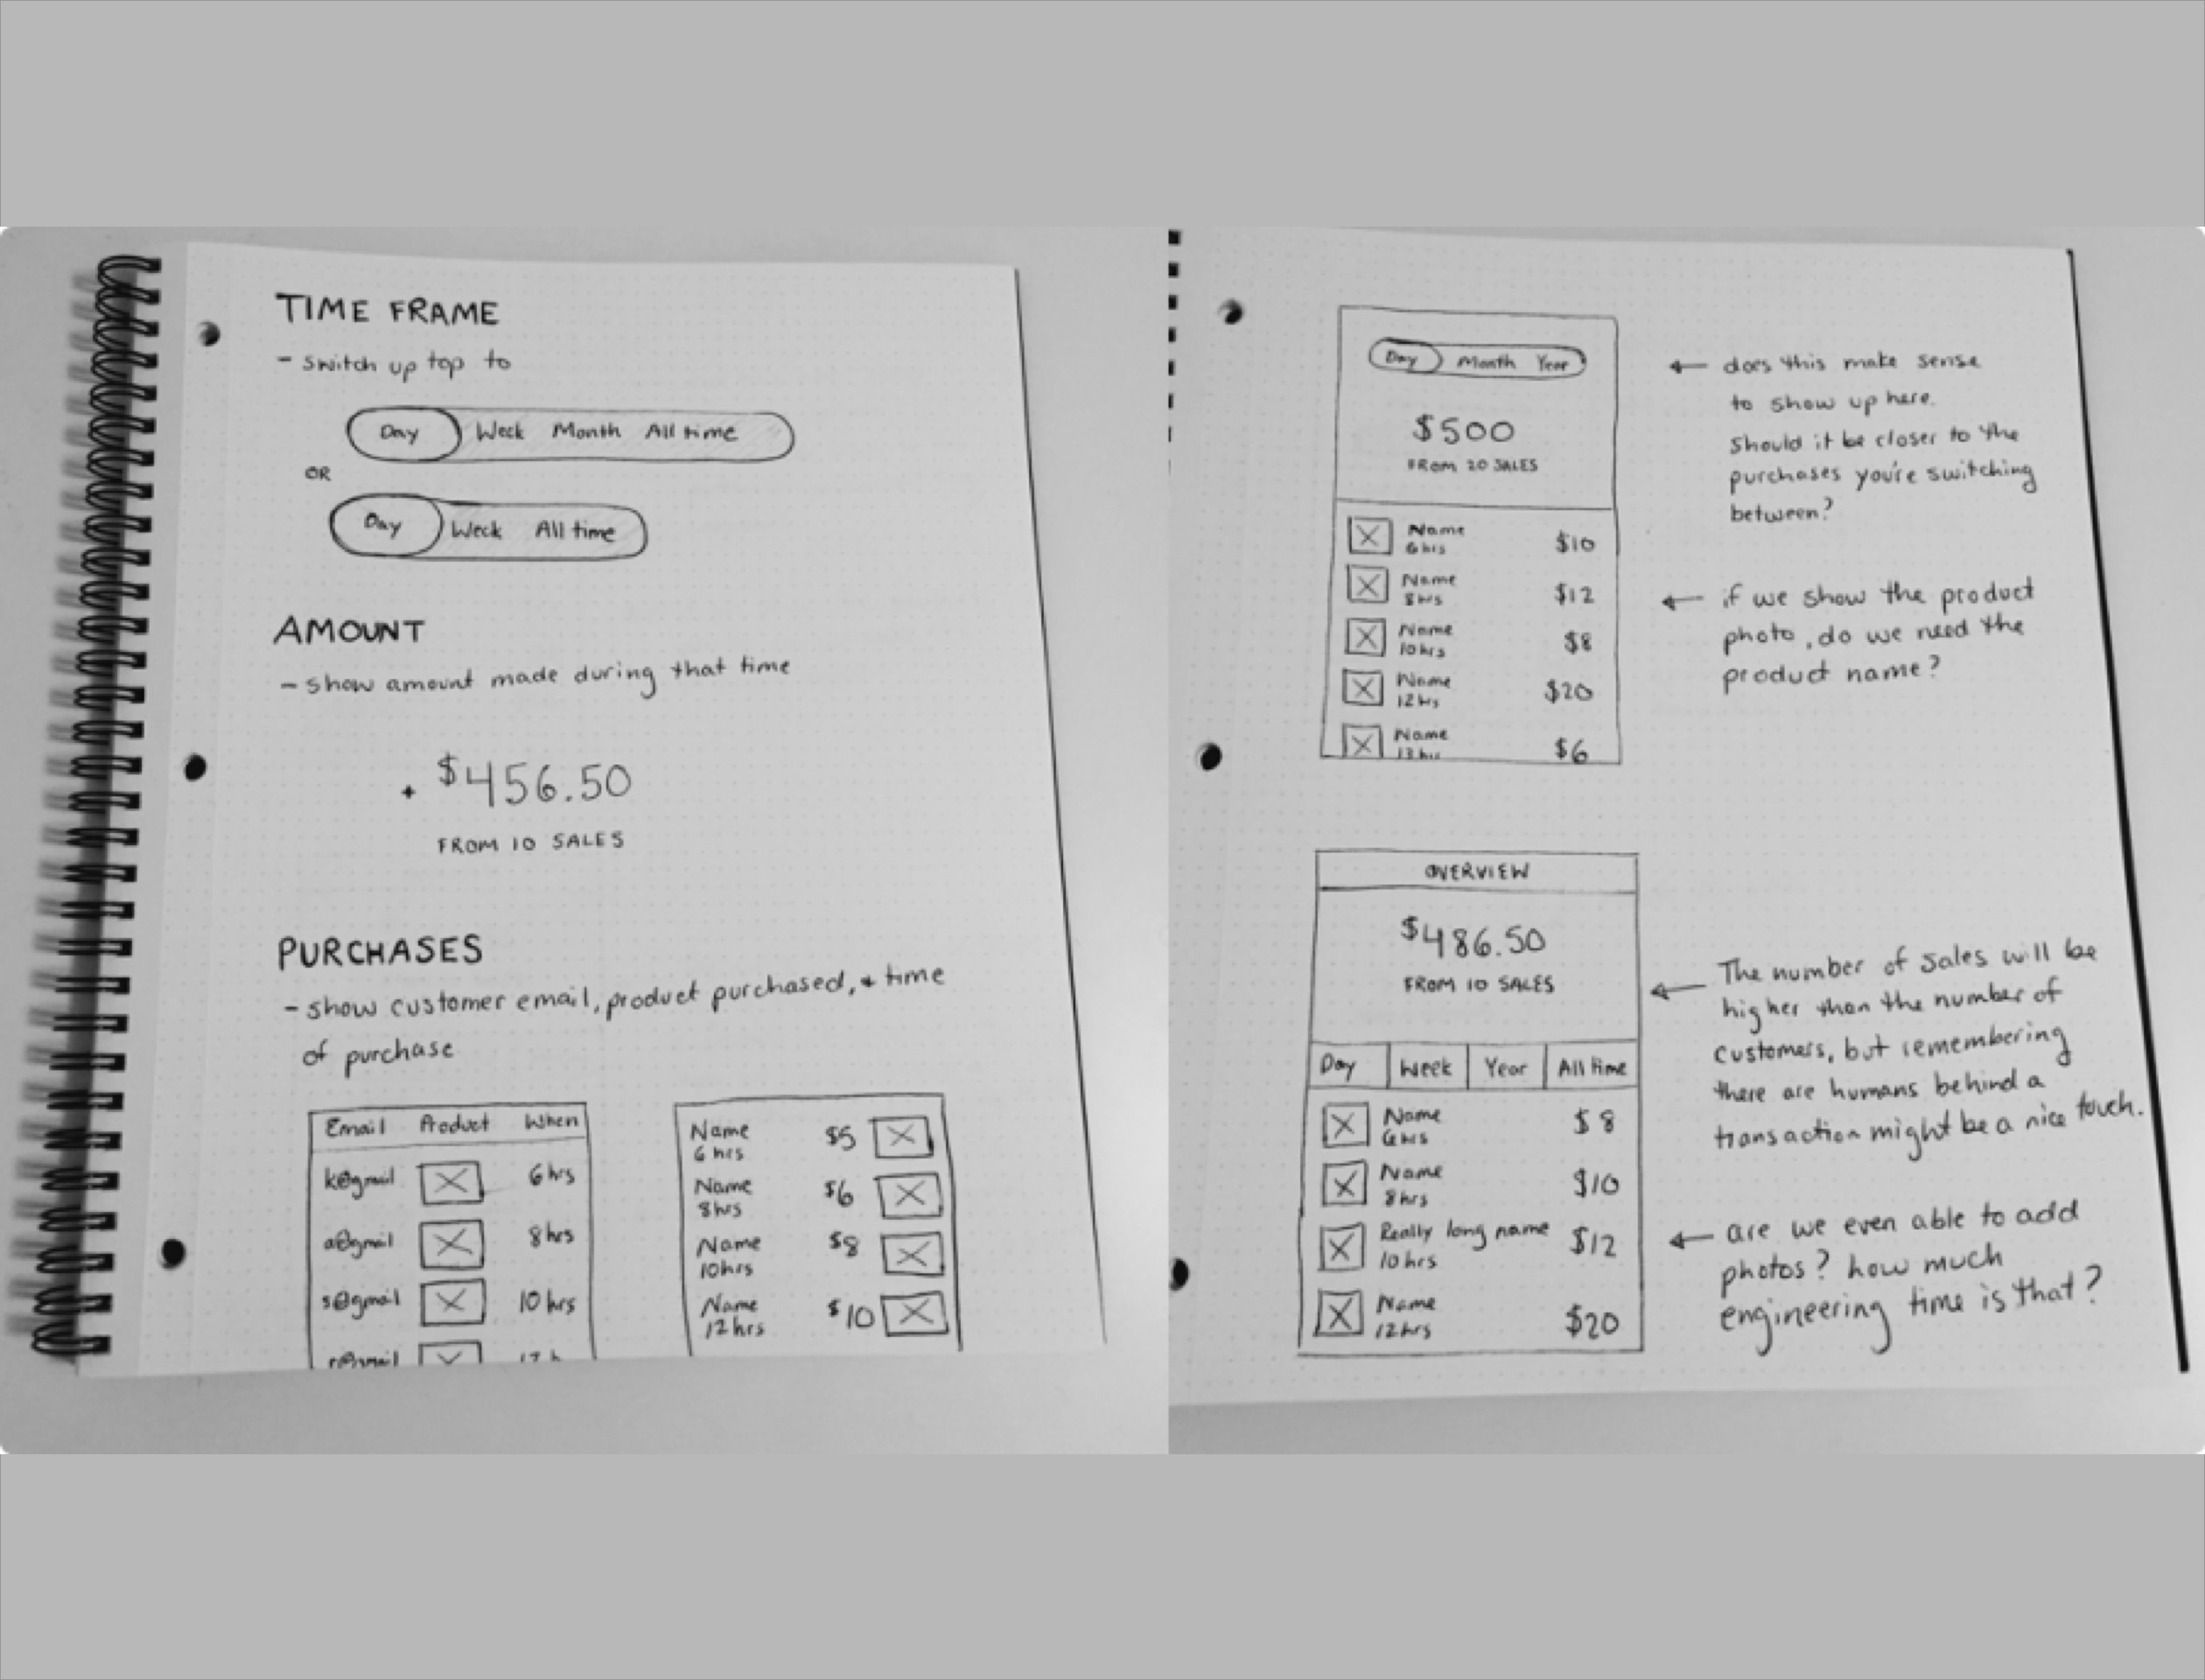 TIME FRAME
- switch up top to
Day Week Month All time
OR
Day Week All time
AMOUNT
- show amount made during that time
+ $456.50
FROM 10 SALES
PURCHASES
- show customer email, product purchased, + time
of purchase
Email Product When
k@gmail 6hrs
a@gmail 8hrs
s@gmail 10hrs
Name $5
6 hrs
Name $6
8hrs
Name $8
10hrs
Name $10
12hrs
Day Month Year
$500
FROM 20 SALES
Name
6hrs $10
Name
8hrs $12
Name
10hrs $8
Name
12hrs $20
Name
13hrs $6
← does this make sense
to show up here.
should it be closer to the
purchases you're switching
between?
← if we show the product
photo, do we need the
product name?
OVERVIEW
$486.50
FROM 10 SALES
Day Week Year All time
Name
6hrs $8
Name
8hrs $10
Really long name
10hrs $12
Name
12hrs $20
← The number of sales will be
higher than the number of
customers, but remembering
there are humans behind a
transaction might be a nice touch.
← are we even able to add
photos? how much
engineering time is that?